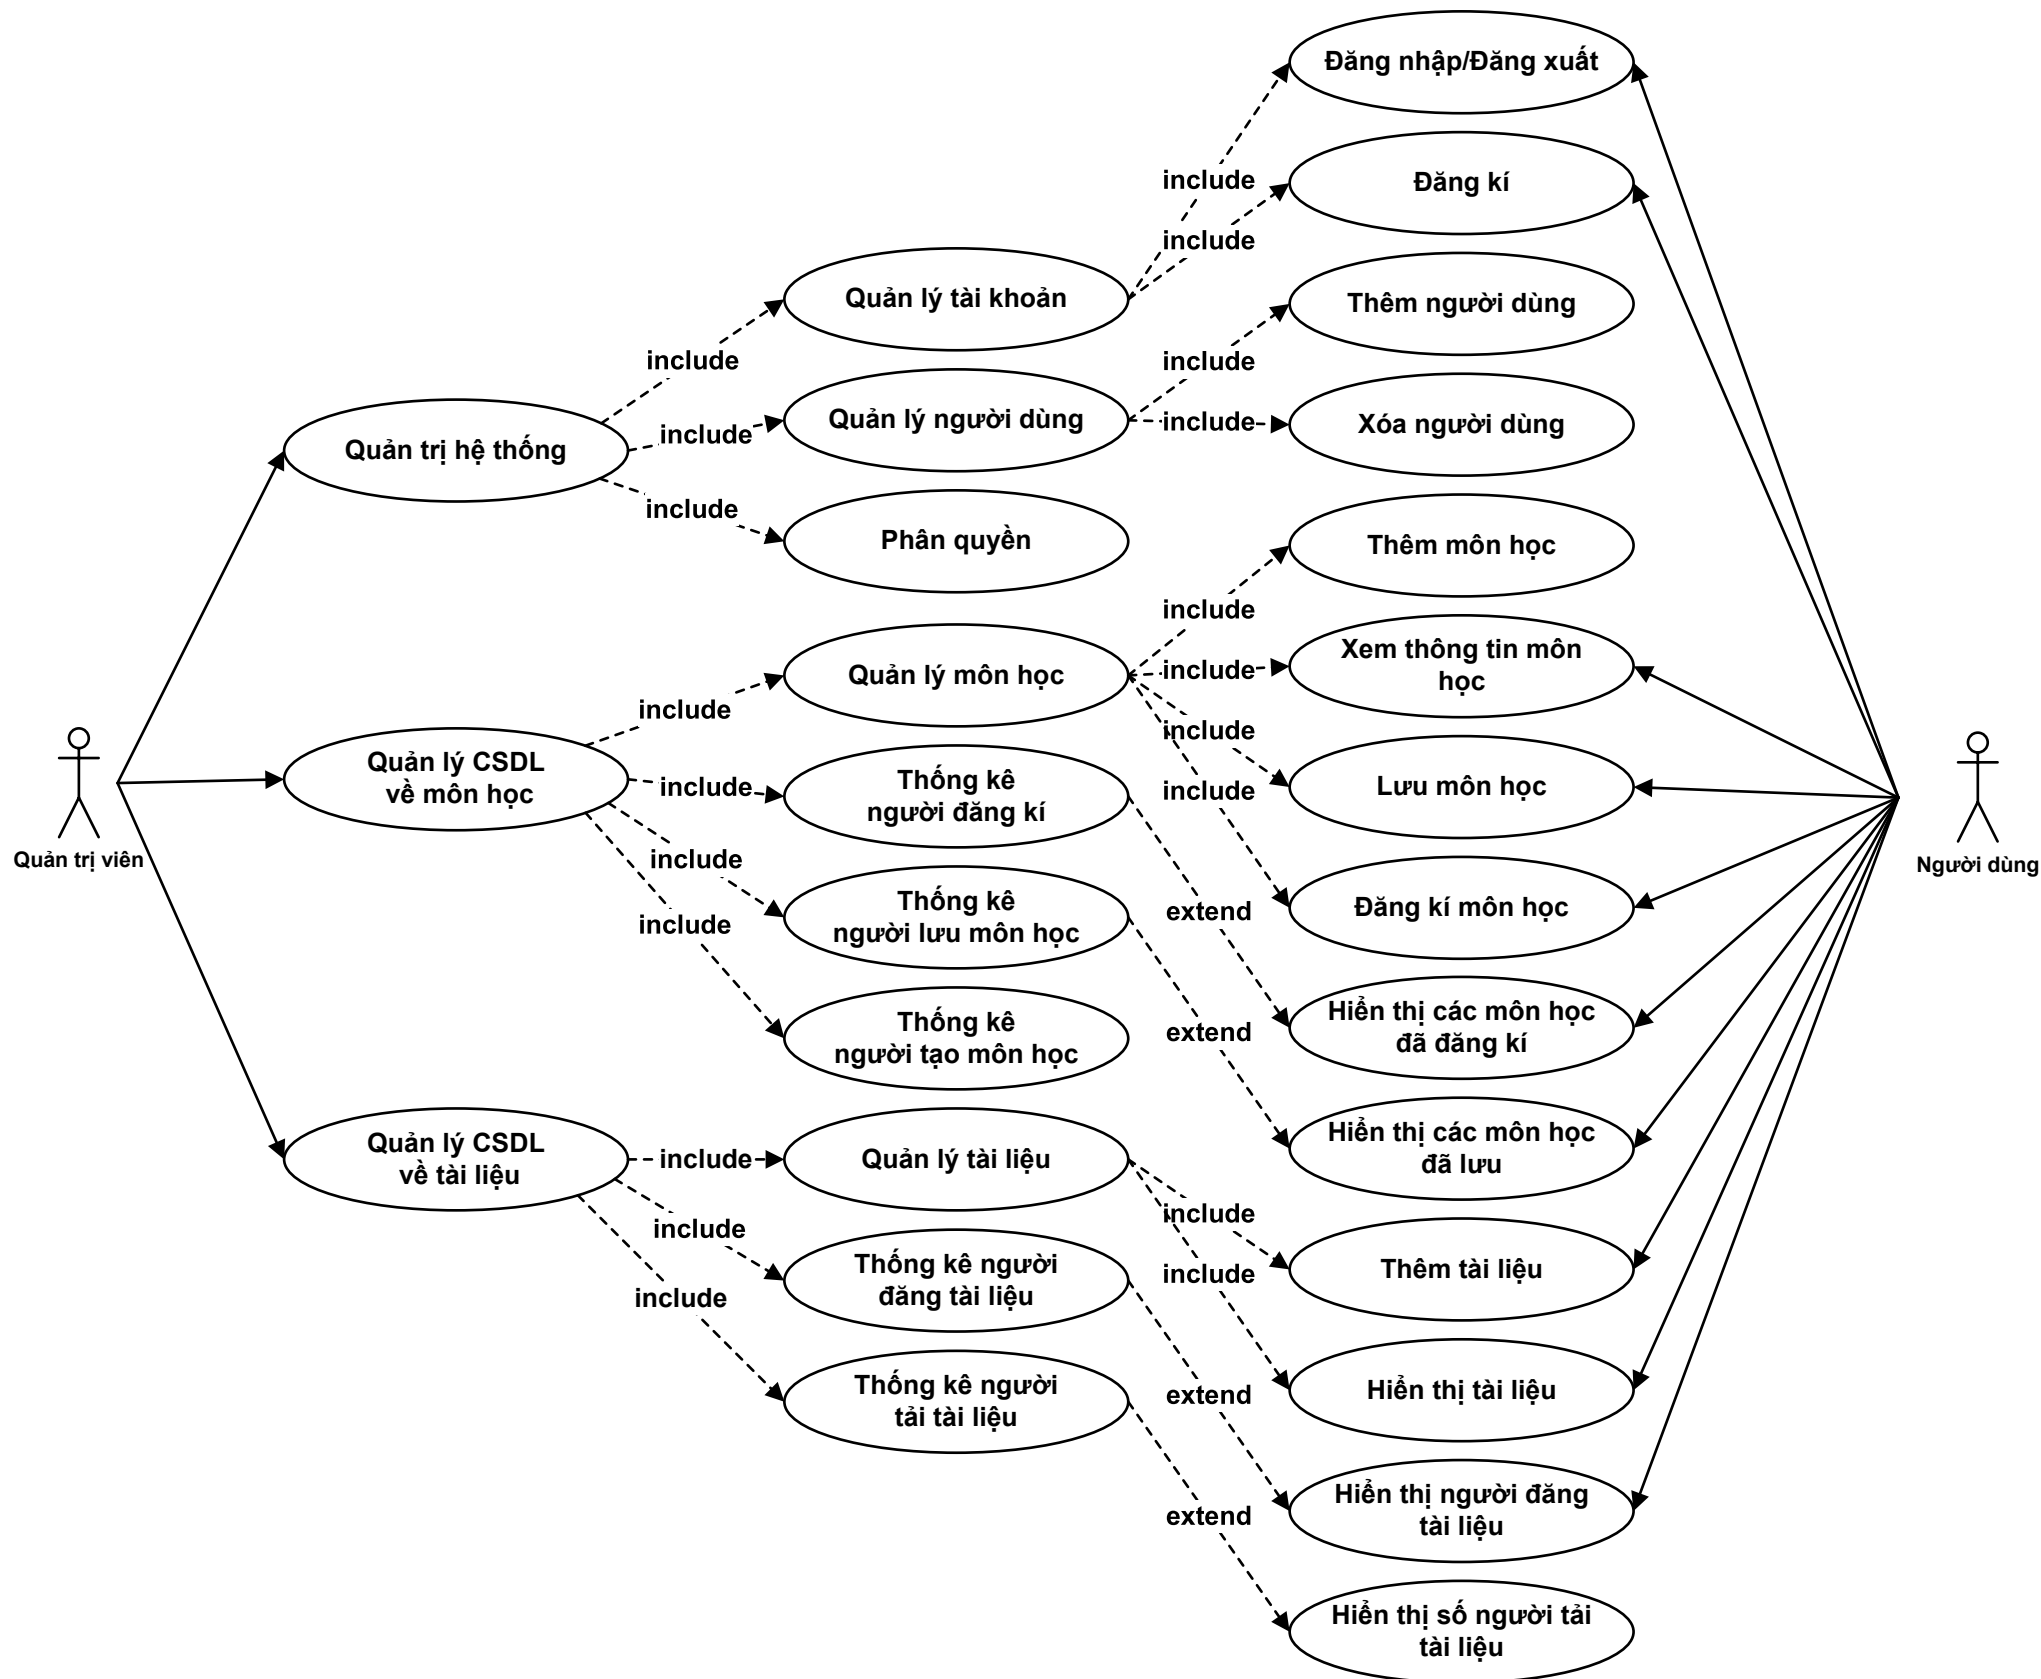 Đăng nhập/Đăng xuất
include
Đăng kí
include
Quản lý tài khoản
Thêm người dùng
include
include
Quản lý người dùng
include
Xóa người dùng
include
Quản trị hệ thống
include
Phân quyền
Thêm môn học
include
Xem thông tin môn
học
include
Quản lý môn học
include
include
Lưu môn học
include
Quản lý CSDL
về môn học
include
Thống kê
người đăng kí
Quản trị viên
Người dùng
include
Đăng kí môn học
extend
Thống kê
người lưu môn học
include
Hiển thị các môn học
đã đăng kí
extend
Thống kê
người tạo môn học
Hiển thị các môn học
đã lưu
Quản lý CSDL
về tài liệu
include
Quản lý tài liệu
include
include
Thêm tài liệu
include
Thống kê người
đăng tài liệu
include
Hiển thị tài liệu
extend
Thống kê người
tải tài liệu
Hiển thị người đăng
tài liệu
extend
Hiển thị số người tải
tài liệu